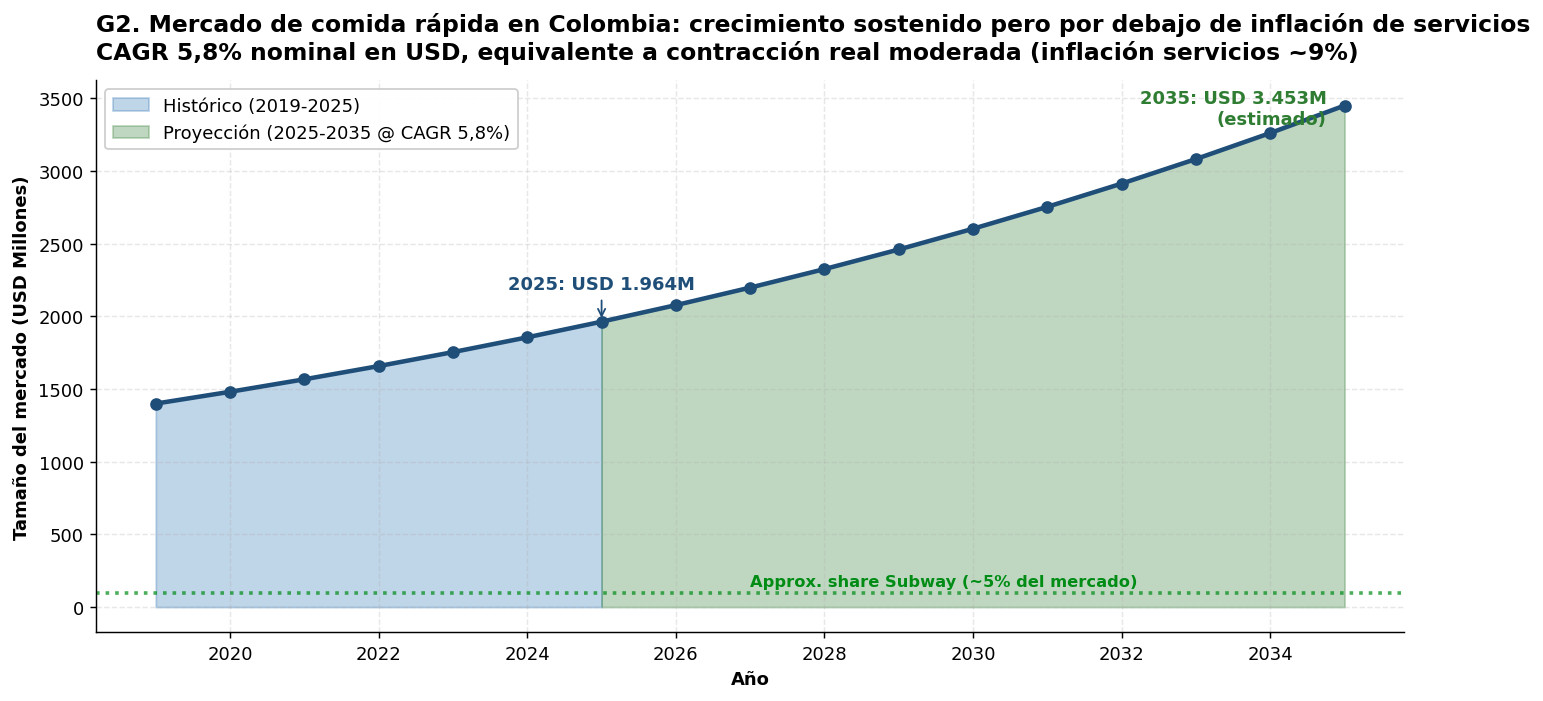 G2. Mercado de comida rápida en Colombia: crecimiento sostenido pero por debajo de inflación de servicios
CAGR 5,8% nominal en USD, equivalente a contracción real moderada (inflación servicios ~9%)
Histórico (2019-2025)
Proyección (2025-2035 @ CAGR 5,8%)
2035: USD 3.453M
(estimado)
2025: USD 1.964M
Approx. share Subway (~5% del mercado)
Tamaño del mercado (USD Millones)
3500
3000
2500
2000
1500
1000
500
0
2020
2022
2024
2026
2028
2030
2032
2034
Año